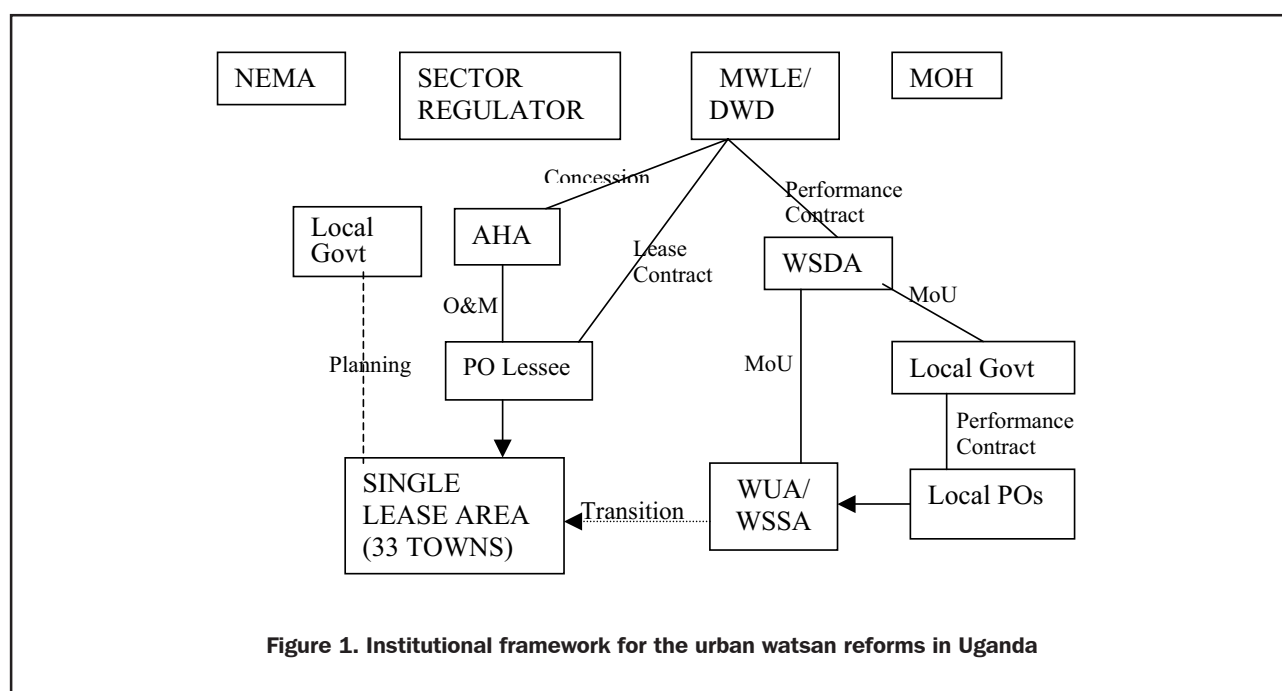 NEMA
SECTOR
REGULATOR
MWLE/
DWD
MOH
Concession
Performance
Contract
Local
Govt
AHA
Lease
Contract
WSDA
O&M
MoU
Planning
PO Lessee
MoU
Local Govt
Performance
Contract
SINGLE
LEASE AREA
(33 TOWNS)
Transition
WUA/
WSSA
Local POs
Figure 1. Institutional framework for the urban watsan reforms in Uganda